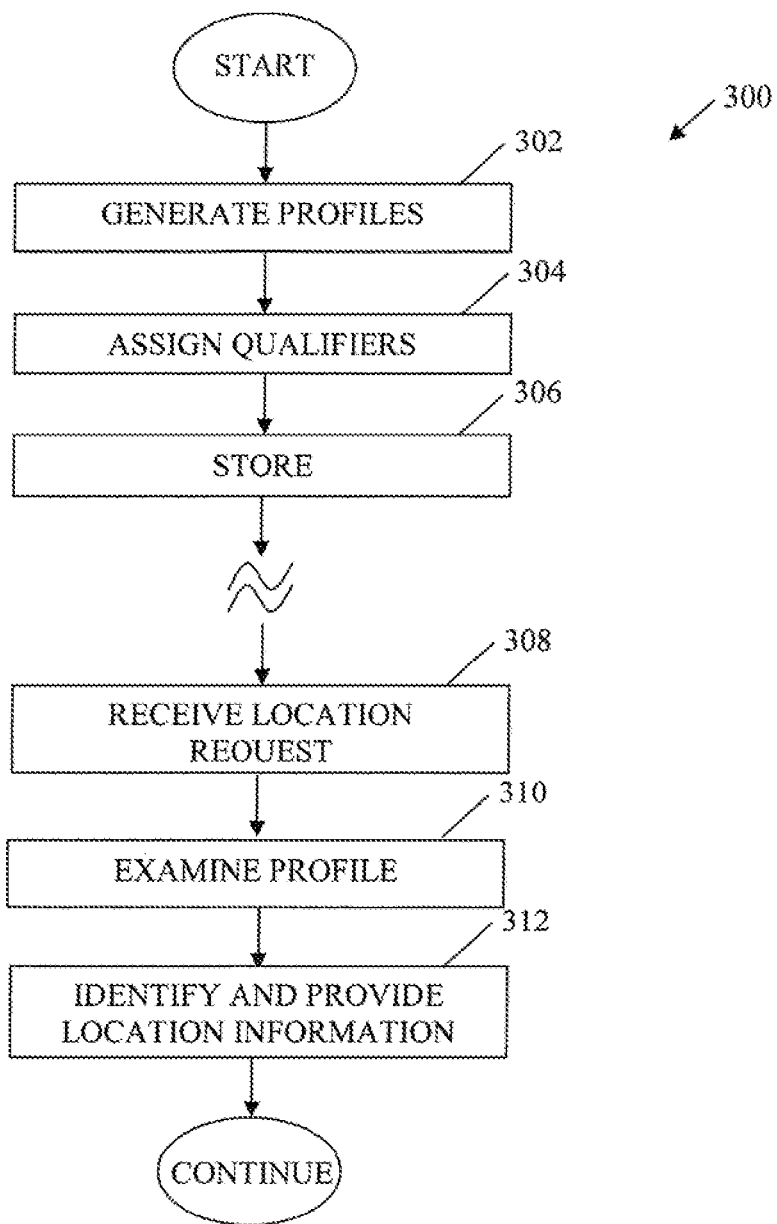 START
300
302
GENERATE PROFILES
304
ASSIGN QUALIFIERS
306
STORE
308
RECEIVE LOCATION
REQUEST
310
EXAMINE PROFILE
312
IDENTIFY AND PROVIDE
LOCATION INFORMATION
CONTINUE